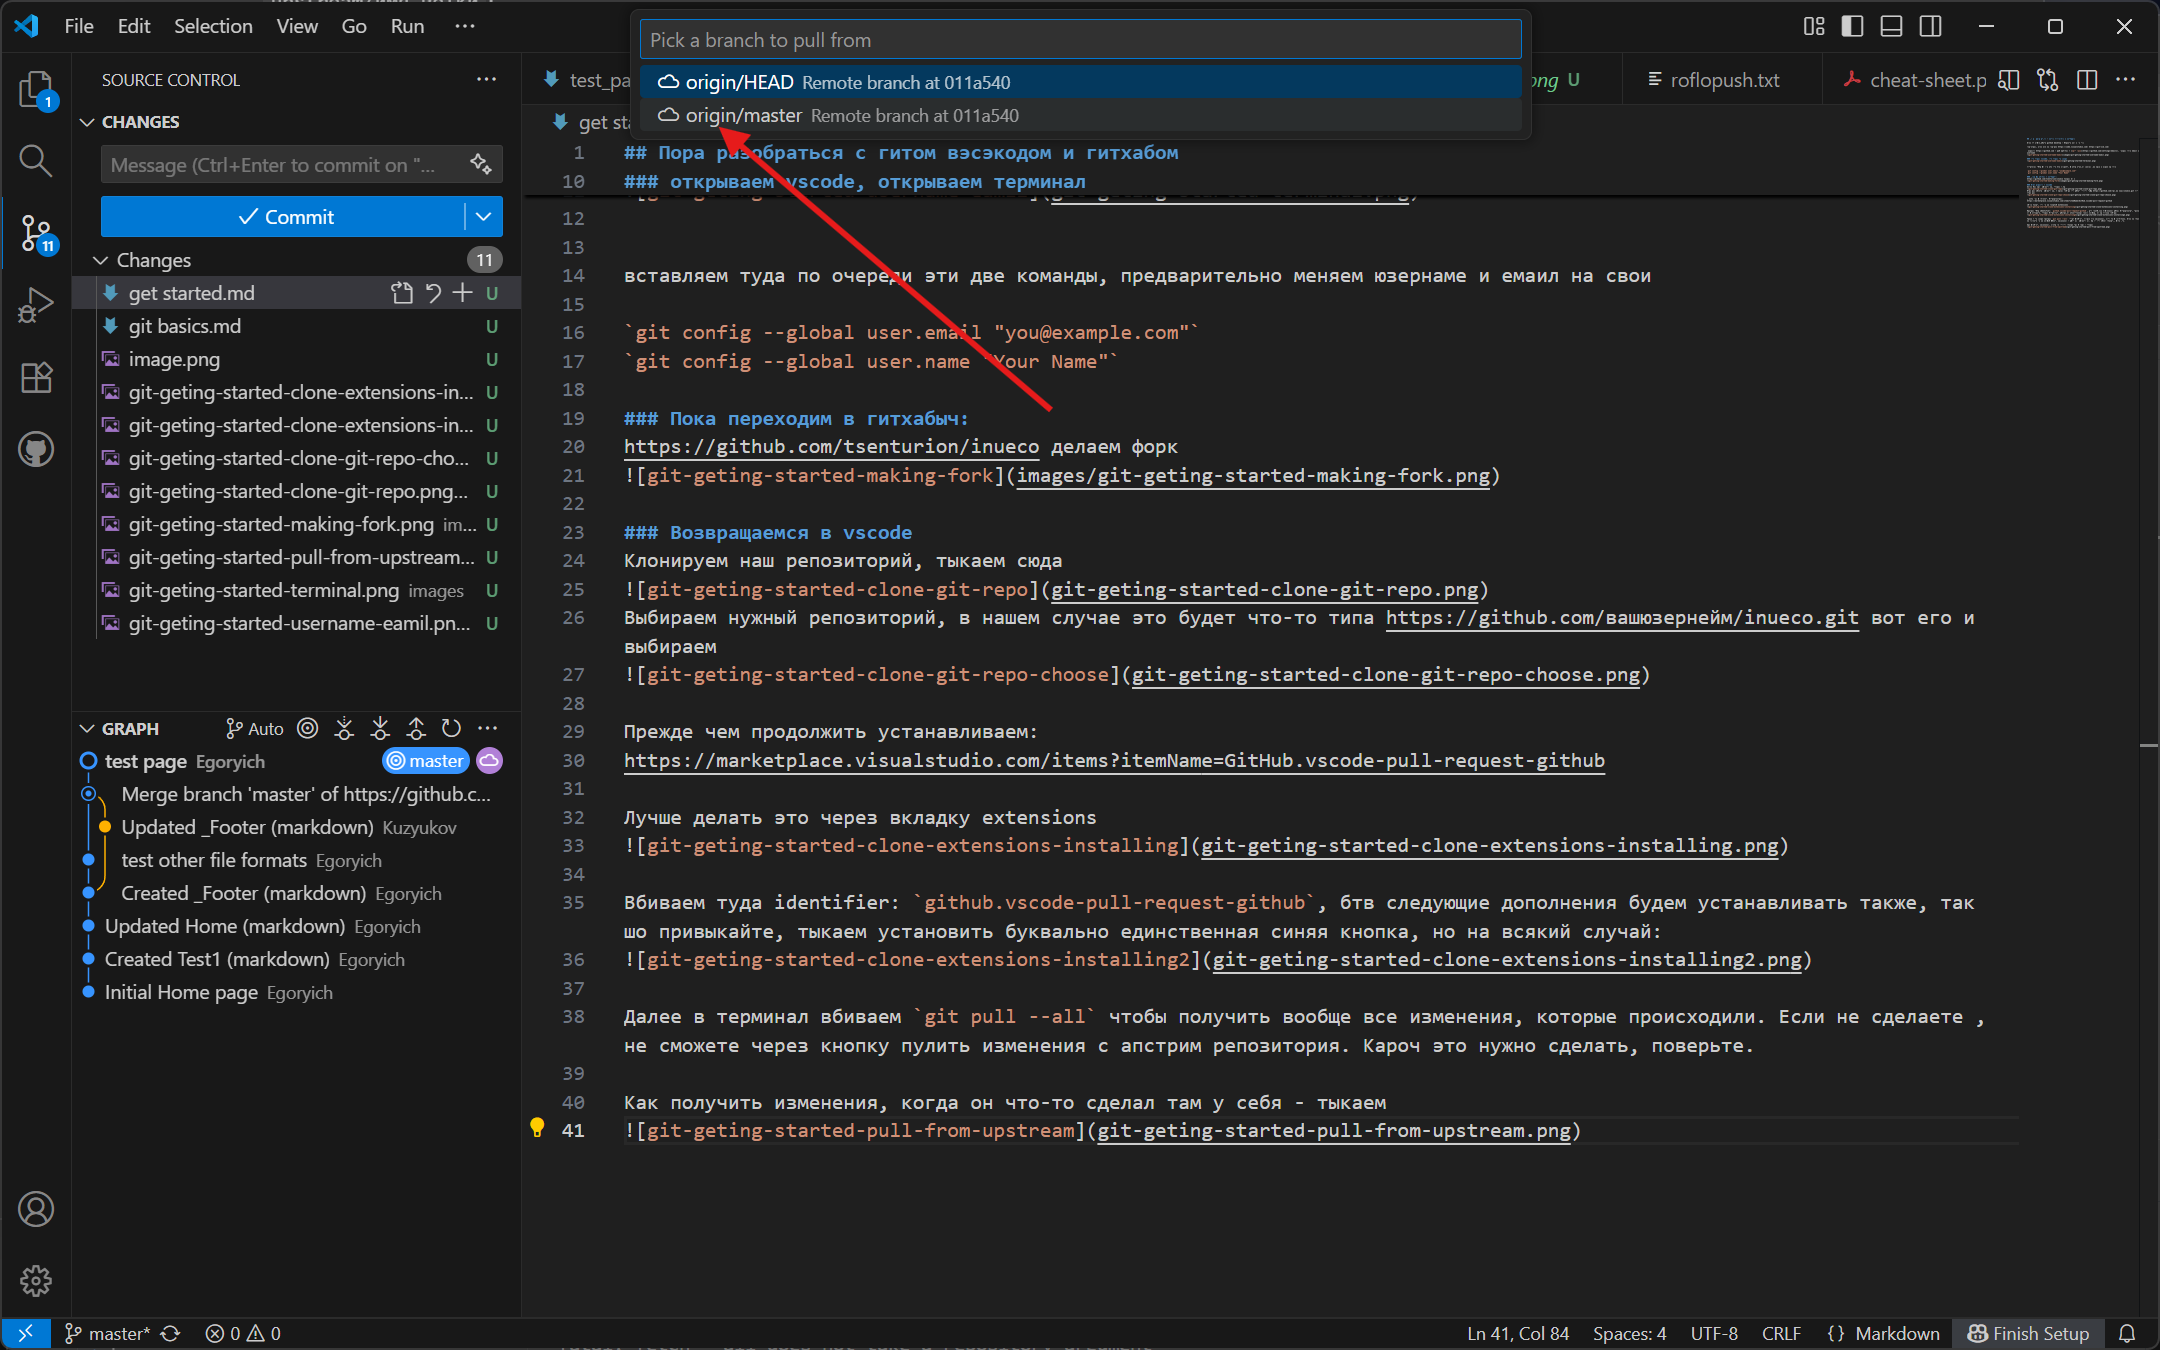 File Edit Selection View Go Run ···
Pick a branch to pull from
origin/HEAD Remote branch at 011a540
origin/master Remote branch at 011a540
SOURCE CONTROL
CHANGES
Message (Ctrl+Enter to commit on "...
Commit
Changes 11
get started.md U
git basics.md U
image.png U
git-geting-started-clone-extensions-in... U
git-geting-started-clone-extensions-in... U
git-geting-started-clone-git-repo-cho... U
git-geting-started-clone-git-repo.png... U
git-geting-started-making-fork.png im... U
git-geting-started-pull-from-upstream... U
git-geting-started-terminal.png images U
git-geting-started-username-eamil.pn... U
1
11
GRAPH Auto
test page Egoryich master
Merge branch 'master' of https://github.c...
Updated _Footer (markdown) Kuzyukov
test other file formats Egoryich
Created _Footer (markdown) Egoryich
Updated Home (markdown) Egoryich
Created Test1 (markdown) Egoryich
Initial Home page Egoryich
test_pa png U roflopush.txt cheat-sheet.p
get sta
1 ## Пора разобраться с гитом вэсэкодом и гитхабом
10 ### открываем vscode, открываем терминал
12
13
14 вставляем туда по очереди эти две команды, предварительно меняем юзернаме и емаил на свои
15
16 `git config --global user.email "you@example.com"`
17 `git config --global user.name "Your Name"`
18
19 ### Пока переходим в гитхабыч:
20 https://github.com/tsenturion/inueco делаем форк
21 ![git-geting-started-making-fork](images/git-geting-started-making-fork.png)
22
23 ### Возвращаемся в vscode
24 Клонируем наш репозиторий, тыкаем сюда
25 ![git-geting-started-clone-git-repo](git-geting-started-clone-git-repo.png)
26 Выбираем нужный репозиторий, в нашем случае это будет что-то типа https://github.com/вашюзернейм/inueco.git вот его и
выбираем
27 ![git-geting-started-clone-git-repo-choose](git-geting-started-clone-git-repo-choose.png)
28
29 Прежде чем продолжить устанавливаем:
30 https://marketplace.visualstudio.com/items?itemName=GitHub.vscode-pull-request-github
31
32 Лучше делать это через вкладку extensions
33 ![git-geting-started-clone-extensions-installing](git-geting-started-clone-extensions-installing.png)
34
35 Вбиваем туда identifier: `github.vscode-pull-request-github`, бтв следующие дополнения будем устанавливать также, так
шо привыкайте, тыкаем установить буквально единственная синяя кнопка, но на всякий случай:
36 ![git-geting-started-clone-extensions-installing2](git-geting-started-clone-extensions-installing2.png)
37
38 Далее в терминал вбиваем `git pull --all` чтобы получить вообще все изменения, которые происходили. Если не сделаете ,
не сможете через кнопку пулить изменения с апстрим репозитория. Кароч это нужно сделать, поверьте.
39
40 Как получить изменения, когда он что-то сделал там у себя - тыкаем
41 ![git-geting-started-pull-from-upstream](git-geting-started-pull-from-upstream.png)
master* 0 0 Ln 41, Col 84 Spaces: 4 UTF-8 CRLF {} Markdown Finish Setup